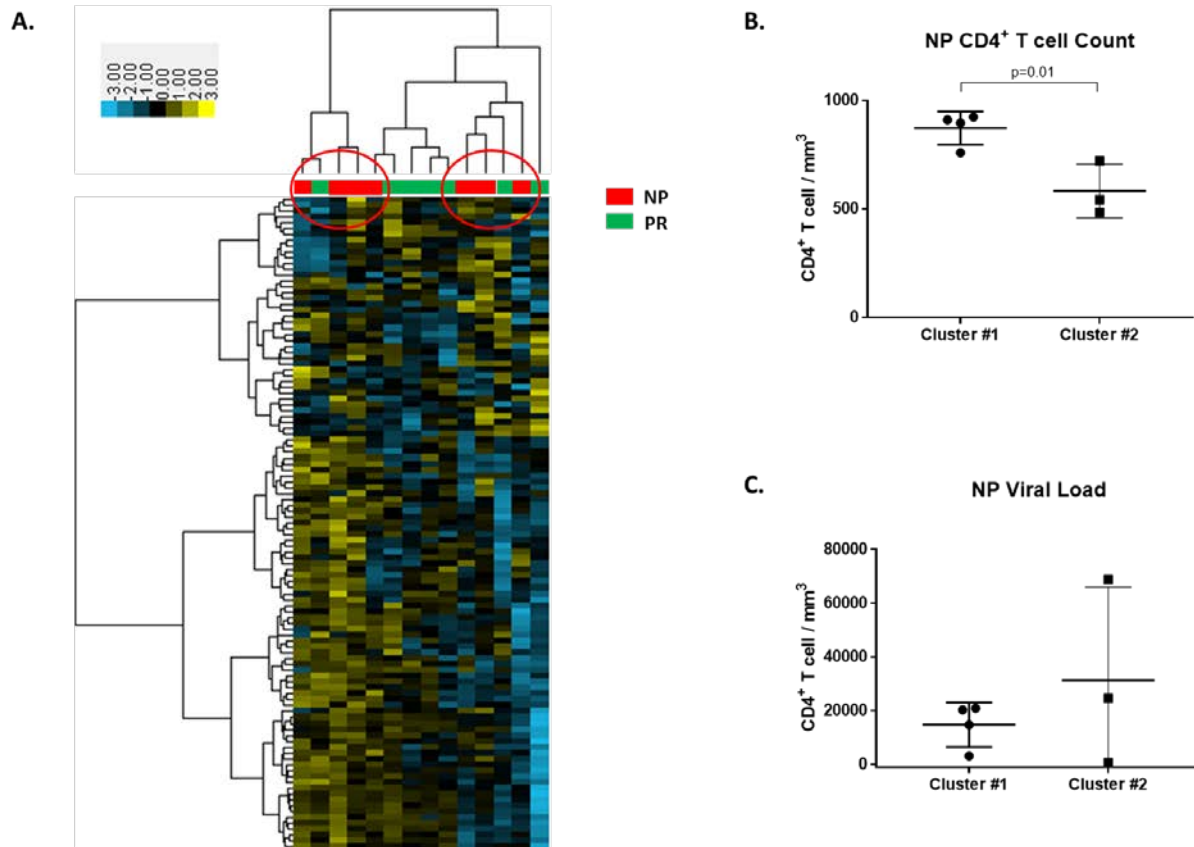 A.
-3.00
-2.00
-1.00
0.00
1.00
2.00
3.00
NP
PR
B.
NP CD4⁺ T cell Count
p=0.01
CD4⁺ T cell / mm³
1000
500
0
Cluster #1
Cluster #2
C.
NP Viral Load
CD4⁺ T cell / mm³
80000
60000
40000
20000
0
Cluster #1
Cluster #2